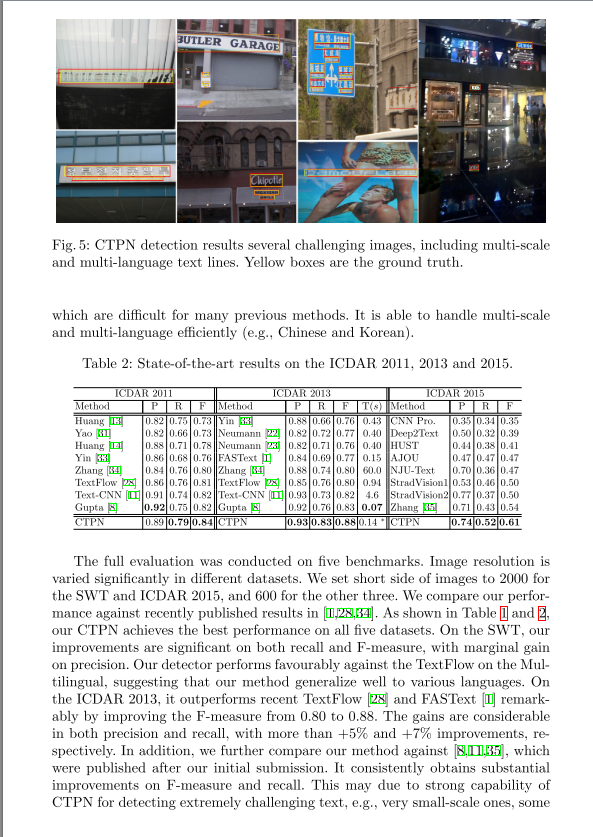 BUTLER GARAGE
Chipotle
GUESS
Fig. 5: CTPN detection results several challenging images, including multi-scale
and multi-language text lines. Yellow boxes are the ground truth.
which are difficult for many previous methods. It is able to handle multi-scale
and multi-language efficiently (e.g., Chinese and Korean).
Table 2: State-of-the-art results on the ICDAR 2011, 2013 and 2015.
ICDAR 2011 ICDAR 2013 ICDAR 2015
Method P R F Method P R F T(s) Method P R F
Huang [13] 0.82 0.75 0.73 Yin [33] 0.88 0.66 0.76 0.43 CNN Pro. 0.35 0.34 0.35
Yao [31] 0.82 0.66 0.73 Neumann [22] 0.82 0.72 0.77 0.40 Deep2Text 0.50 0.32 0.39
Huang [14] 0.88 0.71 0.78 Neumann [23] 0.82 0.71 0.76 0.40 HUST 0.44 0.38 0.41
Yin [33] 0.86 0.68 0.76 FASText [1] 0.84 0.69 0.77 0.15 AJOU 0.47 0.47 0.47
Zhang [34] 0.84 0.76 0.80 Zhang [34] 0.88 0.74 0.80 60.0 NJU-Text 0.70 0.36 0.47
TextFlow [28] 0.86 0.76 0.81 TextFlow [28] 0.85 0.76 0.80 0.94 StradVision1 0.53 0.46 0.50
Text-CNN [11] 0.91 0.74 0.82 Text-CNN [11] 0.93 0.73 0.82 4.6 StradVision2 0.77 0.37 0.50
Gupta [8] 0.92 0.75 0.82 Gupta [8] 0.92 0.76 0.83 0.07 Zhang [35] 0.71 0.43 0.54
CTPN 0.89 0.79 0.84 CTPN 0.93 0.83 0.88 0.14 * CTPN 0.74 0.52 0.61
The full evaluation was conducted on five benchmarks. Image resolution is
varied significantly in different datasets. We set short side of images to 2000 for
the SWT and ICDAR 2015, and 600 for the other three. We compare our perfor-
mance against recently published results in [1,28,34]. As shown in Table 1 and 2,
our CTPN achieves the best performance on all five datasets. On the SWT, our
improvements are significant on both recall and F-measure, with marginal gain
on precision. Our detector performs favourably against the TextFlow on the Mul-
tilingual, suggesting that our method generalize well to various languages. On
the ICDAR 2013, it outperforms recent TextFlow [28] and FASText [1] remark-
ably by improving the F-measure from 0.80 to 0.88. The gains are considerable
in both precision and recall, with more than +5% and +7% improvements, re-
spectively. In addition, we further compare our method against [8,11,35], which
were published after our initial submission. It consistently obtains substantial
improvements on F-measure and recall. This may due to strong capability of
CTPN for detecting extremely challenging text, e.g., very small-scale ones, some